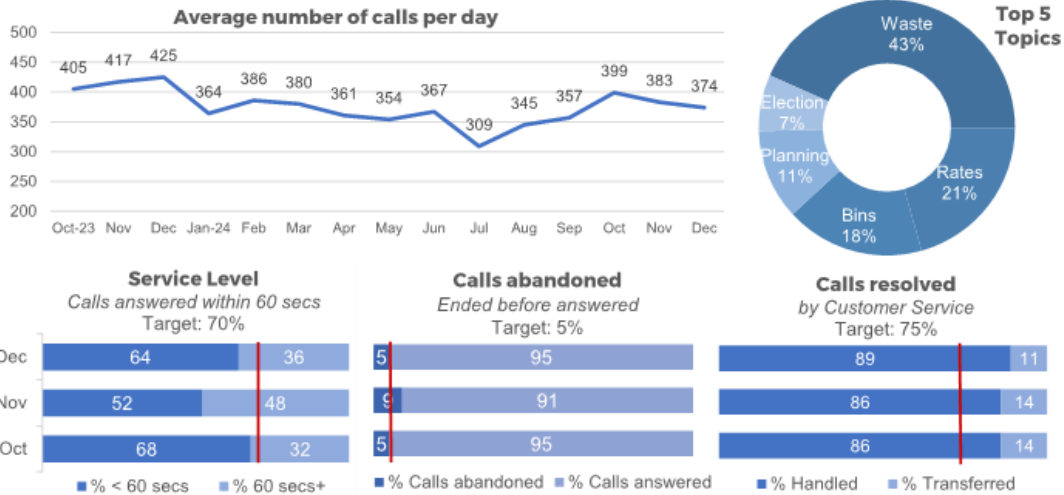 Average number of calls per day
500
450
400
350
300
250
200
405
417
425
364
386
380
361
354
367
309
345
357
399
383
374
Oct-23 Nov Dec Jan-24 Feb Mar Apr May Jun Jul Aug Sep Oct Nov Dec
Top 5
Topics
Waste
43%
Election
7%
Planning
11%
Bins
18%
Rates
21%
Service Level
Calls answered within 60 secs
Target: 70%
Dec 64 36
Nov 52 48
Oct 68 32
% < 60 secs % 60 secs+
Calls abandoned
Ended before answered
Target: 5%
5 95
9 91
5 95
% Calls abandoned % Calls answered
Calls resolved
by Customer Service
Target: 75%
89 11
86 14
86 14
% Handled % Transferred